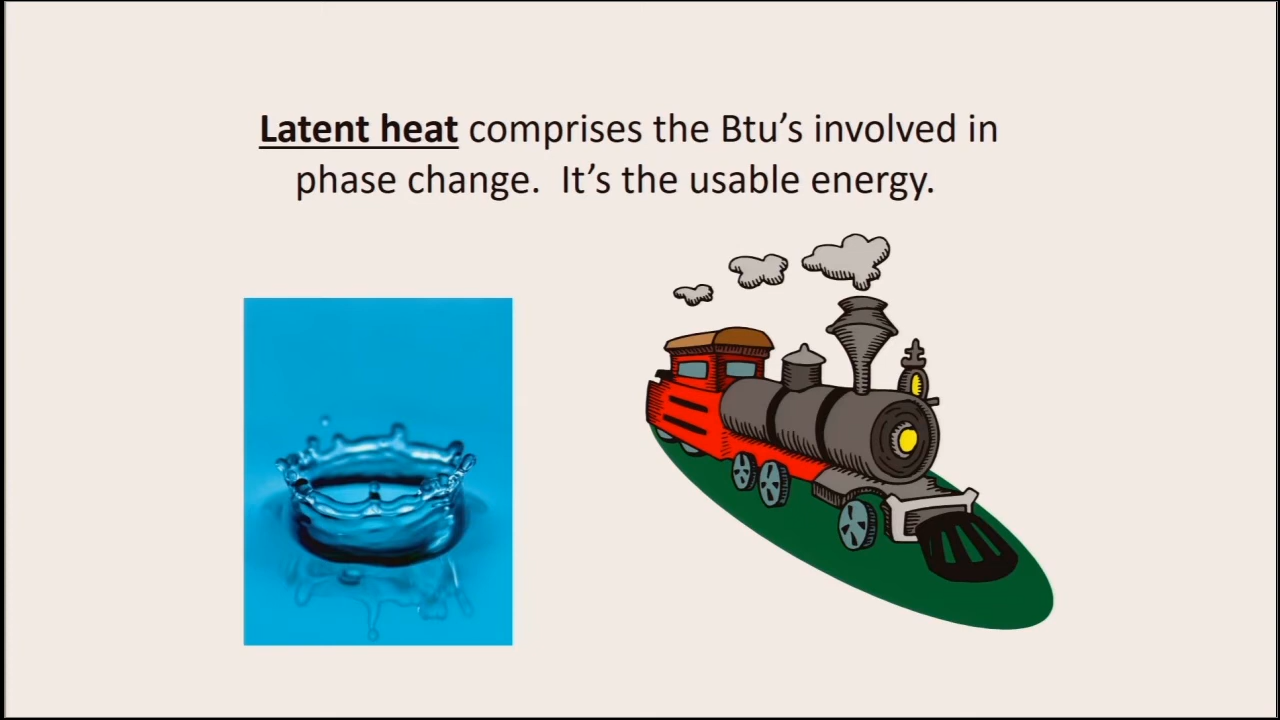 Latent heat comprises the Btu’s involved in
phase change.  It’s the usable energy.